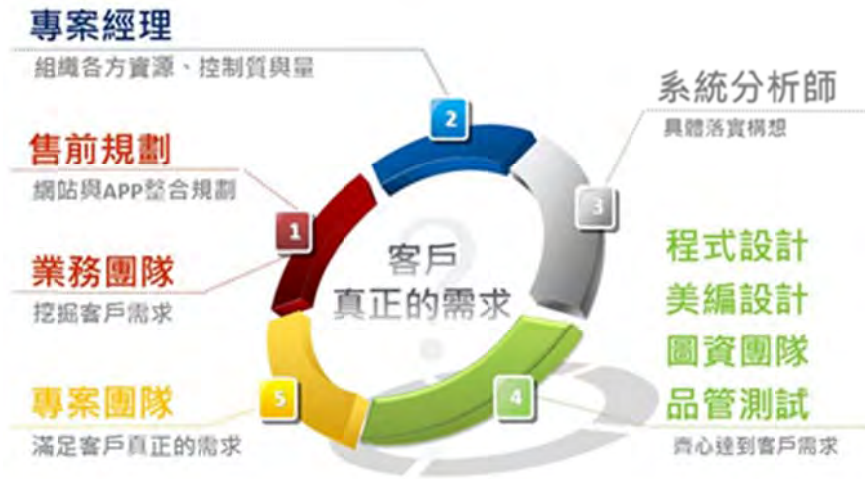 專案經理
組織各方資源、控制質與量
2
系統分析師
具體落實構想
售前規劃
網站與APP整合規劃
1
3
業務團隊
挖掘客戶需求
客戶
真正的需求
?
程式設計
美編設計
圖資團隊
品管測試
齊心達到客戶需求
4
5
專案團隊
滿足客戶真正的需求